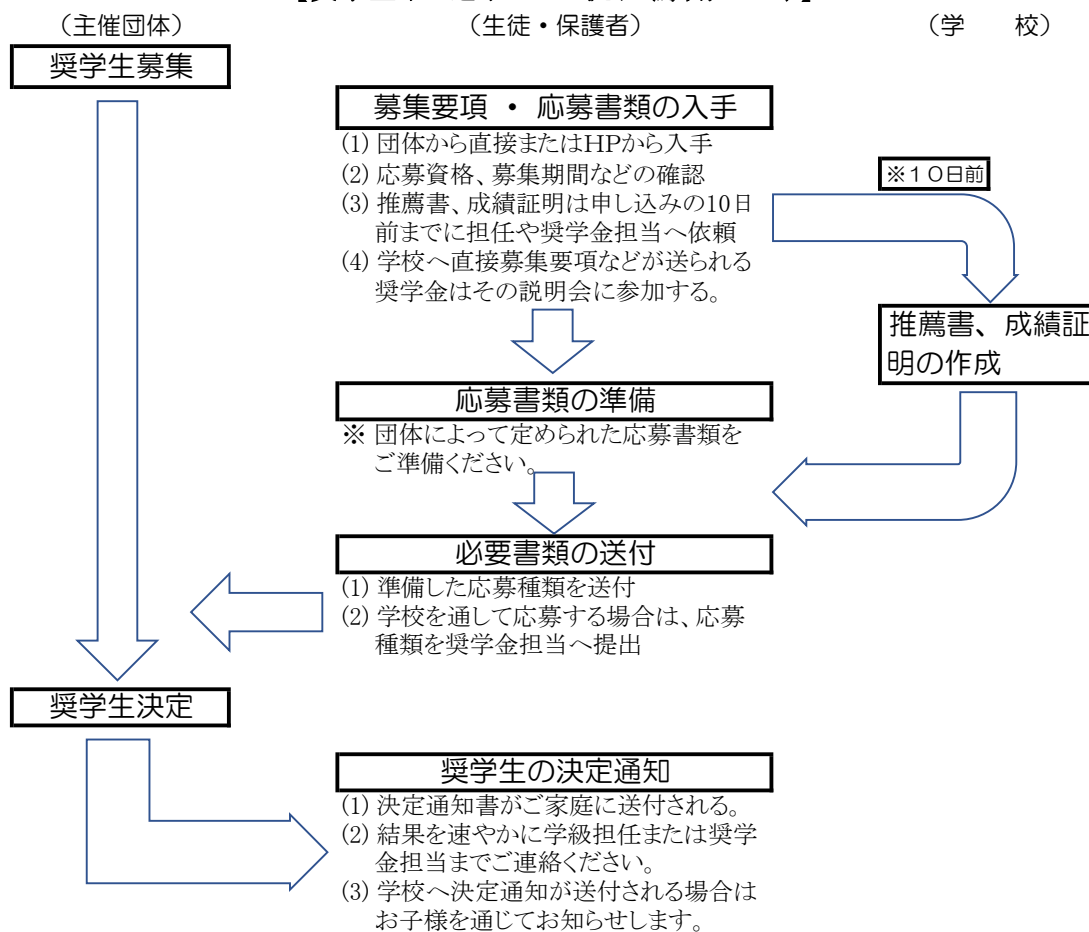 （主催団体）
（生徒・保護者）
（学　　校）
奨学生募集
募集要項 ・ 応募書類の入手
(1) 団体から直接またはHPから入手
(2) 応募資格、募集期間などの確認
(3) 推薦書、成績証明は申し込みの10日
前までに担任や奨学金担当へ依頼
(4) 学校へ直接募集要項などが送られる
奨学金はその説明会に参加する。
※１０日前
推薦書、成績証
明の作成
応募書類の準備
※ 団体によって定められた応募書類を
ご準備ください。
必要書類の送付
(1) 準備した応募種類を送付
(2) 学校を通して応募する場合は、応募
種類を奨学金担当へ提出
奨学生決定
奨学生の決定通知
(1) 決定通知書がご家庭に送付される。
(2) 結果を速やかに学級担任または奨学
金担当までご連絡ください。
(3) 学校へ決定通知が送付される場合は
お子様を通じてお知らせします。